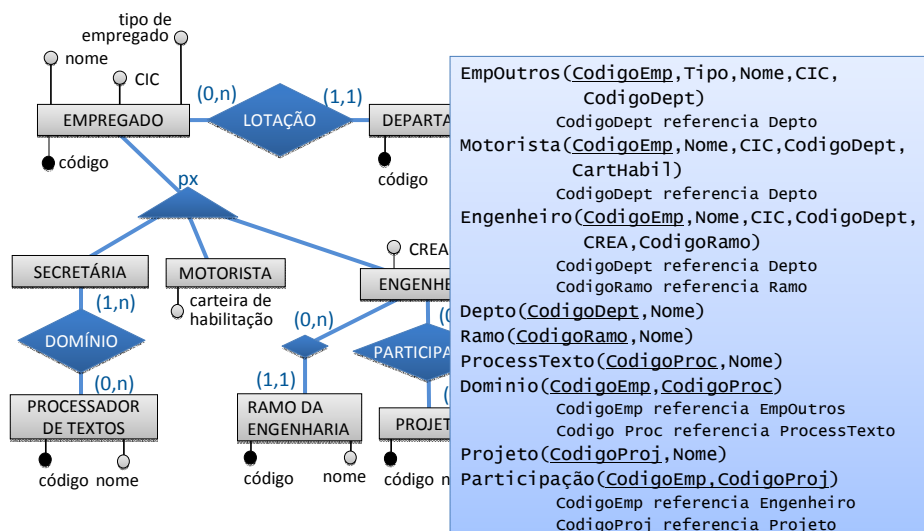 tipo de
empregado
nome
CIC
(0,n)
(1,1)
EMPREGADO
LOTAÇÃO
DEPARTA
código
código
px
CREA
SECRETÁRIA
MOTORISTA
ENGENHE
carteira de
habilitação
(1,n)
(0,n)
DOMÍNIO
PARTICIPA
(0,n)
(1,1)
PROCESSADOR
DE TEXTOS
RAMO DA
ENGENHARIA
PROJET
código nome
código
nome
código n
EmpOutros(CodigoEmp,Tipo,Nome,CIC,
CodigoDept)
CodigoDept referencia Depto
Motorista(CodigoEmp,Nome,CIC,CodigoDept,
CartHabil)
CodigoDept referencia Depto
Engenheiro(CodigoEmp,Nome,CIC,CodigoDept,
CREA,CodigoRamo)
CodigoDept referencia Depto
CodigoRamo referencia Ramo
Depto(CodigoDept,Nome)
Ramo(CodigoRamo,Nome)
ProcessTexto(CodigoProc,Nome)
Dominio(CodigoEmp,CodigoProc)
CodigoEmp referencia EmpOutros
Codigo Proc referencia ProcessTexto
Projeto(CodigoProj,Nome)
Participação(CodigoEmp,CodigoProj)
CodigoEmp referencia Engenheiro
CodigoProj referencia Projeto